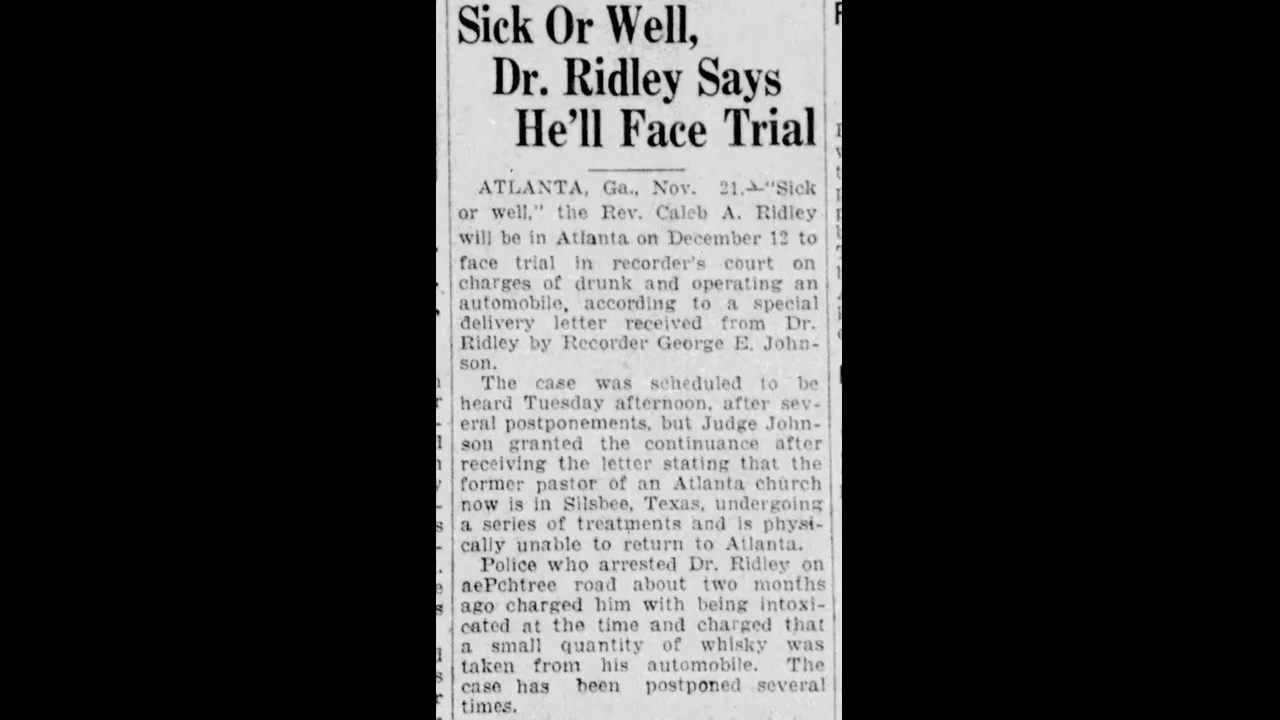 Sick Or Well,
Dr. Ridley Says
He'll Face Trial
ATLANTA, Ga., Nov. 21.—"Sick
or well," the Rev. Caleb A. Ridley
will be in Atlanta on December 12 to
face trial in recorder's court on
charges of drunk and operating an
automobile, according to a special
delivery letter received from Dr.
Ridley by Recorder George E. John-
son.
The case was scheduled to be
heard Tuesday afternoon, after sev-
eral postponements, but Judge John-
son granted the continuance after
receiving the letter stating that the
former pastor of an Atlanta church
now is in Silsbee, Texas, undergoing
a series of treatments and is physi-
cally unable to return to Atlanta.
Police who arrested Dr. Ridley on
aePchtree road about two months
ago charged him with being intoxi-
cated at the time and charged that
a small quantity of whisky was
taken from his automobile. The
case has been postponed several
times.